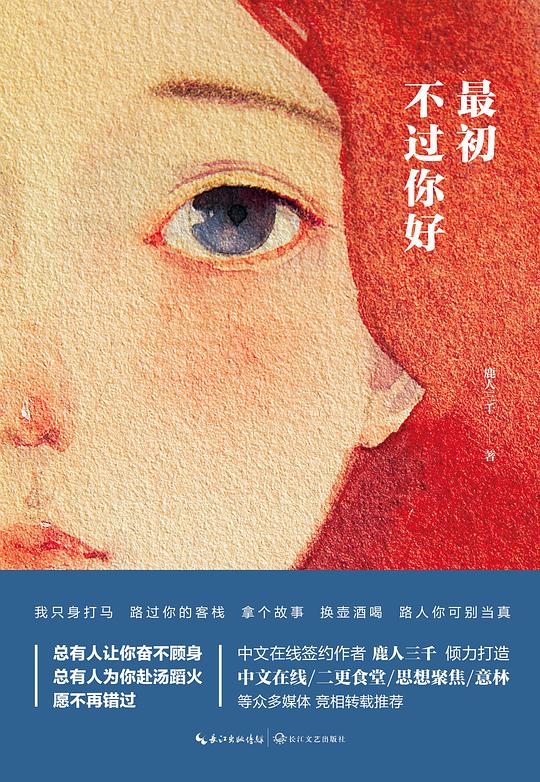 最初
不过你好
鹿人三千 著
我只身打马 路过你的客栈 拿个故事 换壶酒喝 路人你可别当真
总有人让你奋不顾身
总有人为你赴汤蹈火
愿不再错过
中文在线签约作者 鹿人三千 倾力打造
中文在线/二更食堂/思想聚焦/意林
等众多媒体 竞相转载推荐
长江出版传媒 长江文艺出版社